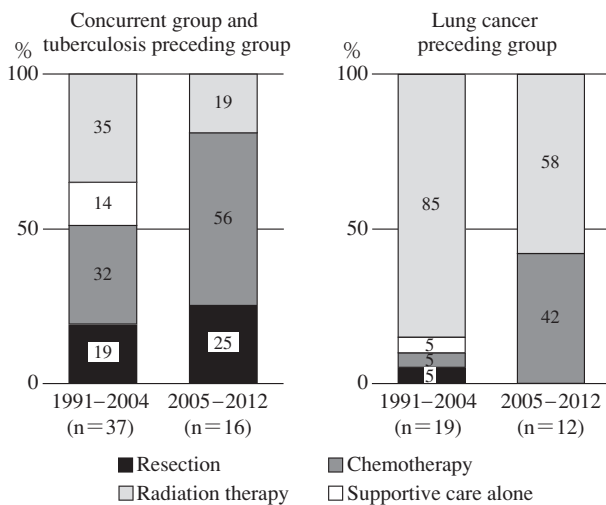 Concurrent group and
tuberculosis preceding group
%
100
50
0
35
14
32
19
19
56
25
1991–2004
(n=37)
2005–2012
(n=16)
Lung cancer
preceding group
%
100
50
0
85
5
5
5
58
42
1991–2004
(n=19)
2005–2012
(n=12)
Resection
Chemotherapy
Radiation therapy
Supportive care alone